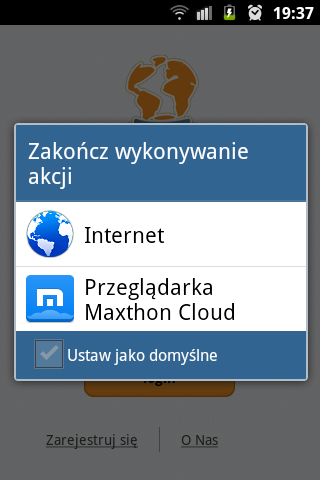 19:37
Zakończ wykonywanie
akcji
Internet
Przeglądarka
Maxthon Cloud
Ustaw jako domyślne
Zarejestruj się
O Nas